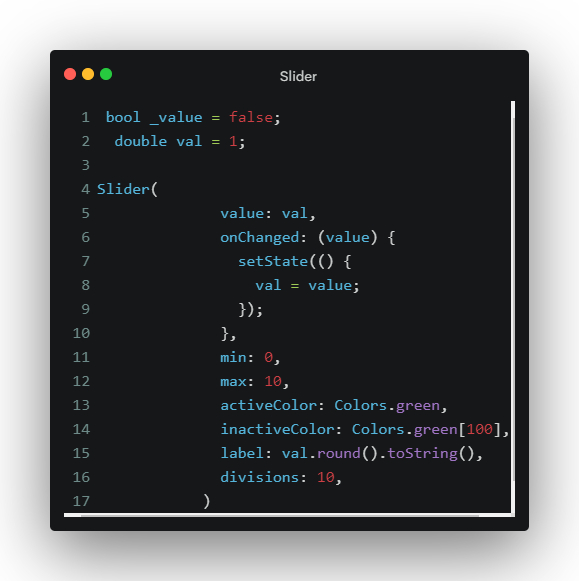 Slider
1 bool _value = false;
2 double val = 1;
3
4 Slider(
5 value: val,
6 onChanged: (value) {
7 setState(() {
8 val = value;
9 });
10 },
11 min: 0,
12 max: 10,
13 activeColor: Colors.green,
14 inactiveColor: Colors.green[100],
15 label: val.round().toString(),
16 divisions: 10,
17 )